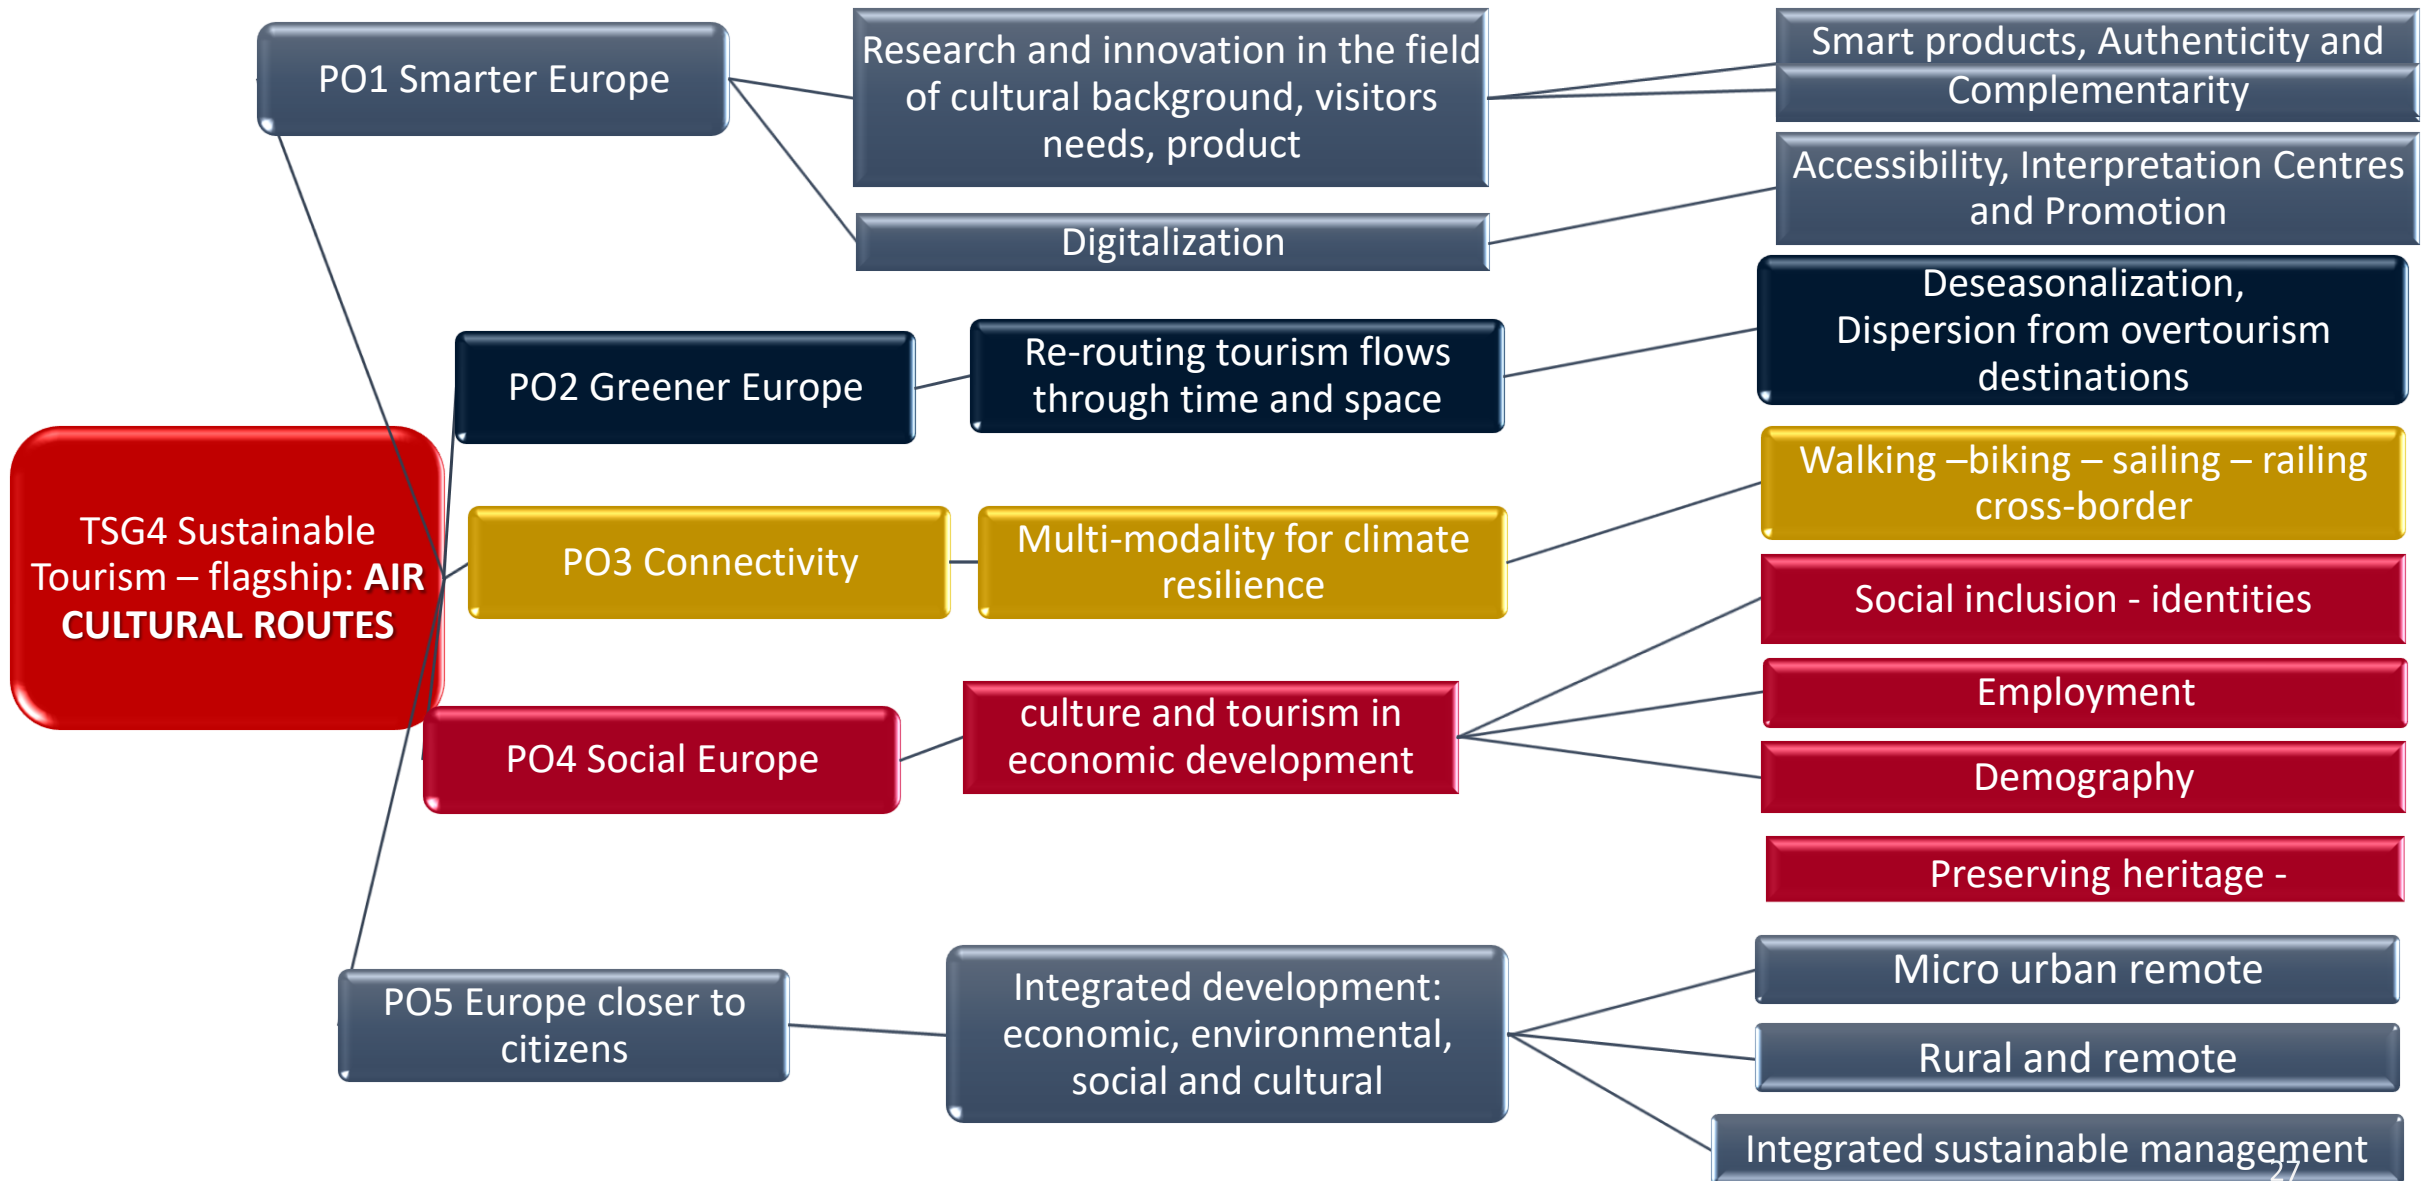 PO1 Smarter Europe
Research and innovation in the field
of cultural background, visitors
needs, product
Smart products, Authenticity and
Complementarity
Digitalization
Accessibility, Interpretation Centres
and Promotion
PO2 Greener Europe
Re-routing tourism flows
through time and space
Deseasonalization,
Dispersion from overtourism
destinations
TSG4 Sustainable
Tourism – flagship: AIR
CULTURAL ROUTES
PO3 Connectivity
Multi-modality for climate
resilience
Walking –biking – sailing – railing
cross-border
PO4 Social Europe
culture and tourism in
economic development
Social inclusion - identities
Employment
Demography
Preserving heritage -
PO5 Europe closer to
citizens
Integrated development:
economic, environmental,
social and cultural
Micro urban remote
Rural and remote
Integrated sustainable management
27